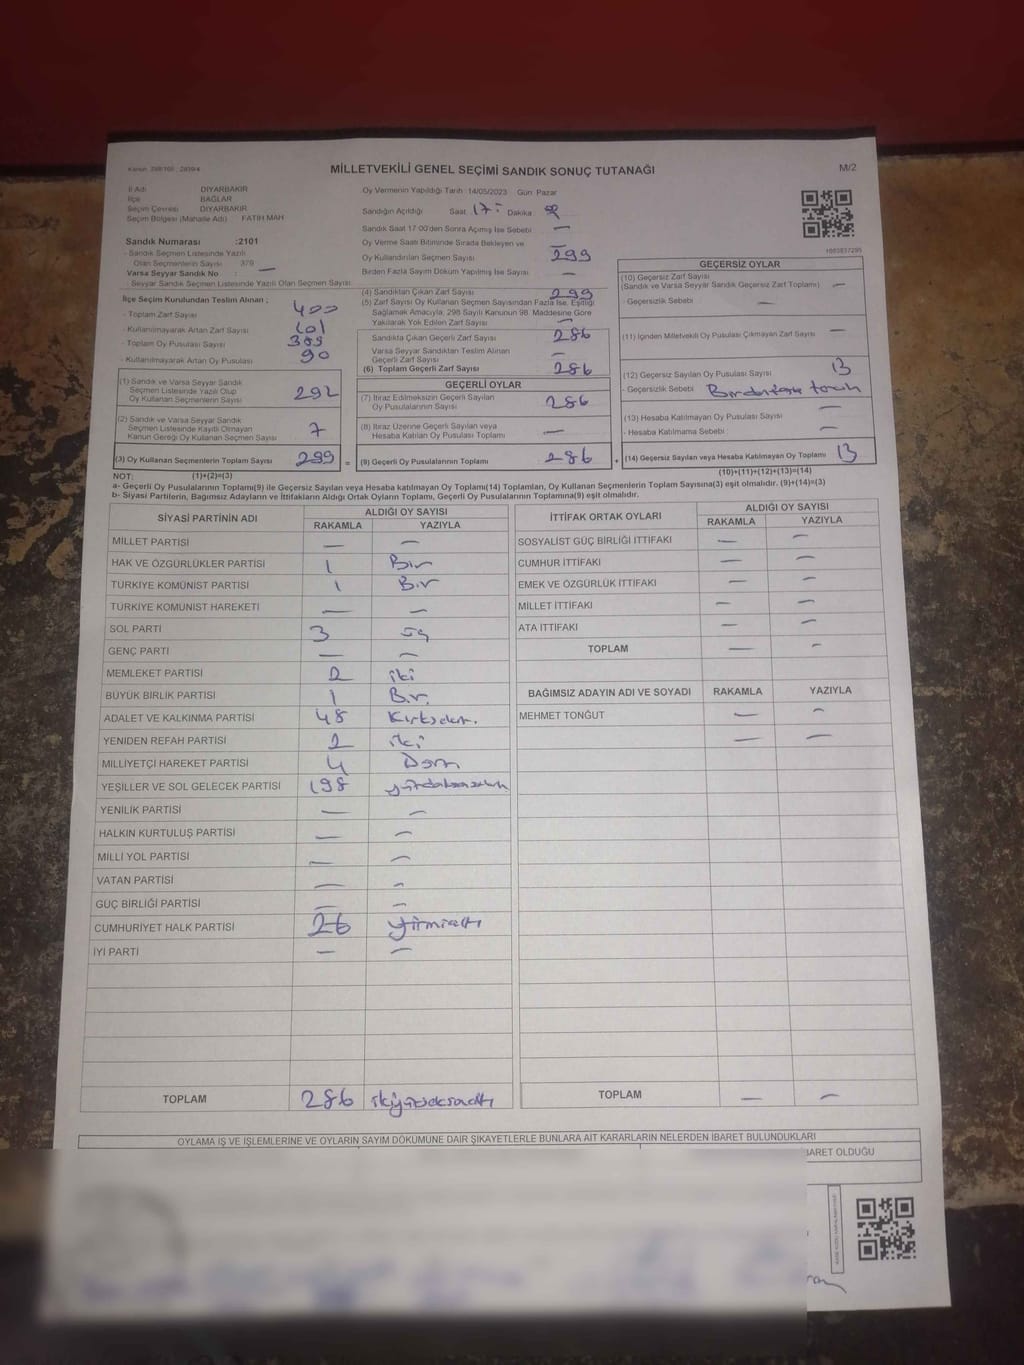 Kanun: 298/105 - 2839/4
MİLLETVEKİLİ GENEL SEÇİMİ SANDIK SONUÇ TUTANAĞI
M/2
İl Adı DİYARBAKIR
İlçe BAĞLAR
Seçim Çevresi DİYARBAKIR
Seçim Bölgesi (Mahalle Adı) FATİH MAH
Sandık Numarası :2101
- Sandık Seçmen Listesinde Yazılı
Olan Seçmenlerin Sayısı 379
Varsa Seyyar Sandık No : —
- Seyyar Sandık Seçmen Listesinde Yazılı Olan Seçmen Sayısı
İlçe Seçim Kurulundan Teslim Alınan ;
- Toplam Zarf Sayısı 400
- Kullanılmayarak Artan Zarf Sayısı 101
- Toplam Oy Pusulası Sayısı 389
- Kullanılmayarak Artan Oy Pusulası 90
(1) Sandık ve Varsa Seyyar Sandık
Seçmen Listesinde Yazılı Olup
Oy Kullanan Seçmenlerin Sayısı 292
(2) Sandık ve Varsa Seyyar Sandık
Seçmen Listesinde Kayıtlı Olmayan
Kanun Gereği Oy Kullanan Seçmen Sayısı 7
(3) Oy Kullanan Seçmenlerin Toplam Sayısı 299 =
Oy Vermenin Yapıldığı Tarih :14/05/2023 Gün Pazar
Sandığın Açıldığı Saat 17: Dakika
Sandık Saat 17:00'den Sonra Açılmış İse Sebebi —
Oy Verme Saati Bitiminde Sırada Bekleyen ve —
Oy Kullandırılan Seçmen Sayısı 299
Birden Fazla Sayım Döküm Yapılmış İse Sayısı —
(4) Sandıktan Çıkan Zarf Sayısı 299
(5) Zarf Sayısı Oy Kullanan Seçmen Sayısından Fazla İse, Eşitliği
Sağlamak Amacıyla, 298 Sayılı Kanunun 98. Maddesine Göre
Yakılarak Yok Edilen Zarf Sayısı —
Sandıkta Çıkan Geçerli Zarf Sayısı 286
Varsa Seyyar Sandıktan Teslim Alınan
Geçerli Zarf Sayısı —
(6) Toplam Geçerli Zarf Sayısı 286
GEÇERLİ OYLAR
(7) İtiraz Edilmeksizin Geçerli Sayılan
Oy Pusulalarının Sayısı 286
(8) İtiraz Üzerine Geçerli Sayılan veya
Hesaba Katılan Oy Pusulası Toplamı —
(9) Geçerli Oy Pusulalarının Toplamı 286 +
GEÇERSİZ OYLAR
(10) Geçersiz Zarf Sayısı
(Sandık ve Varsa Seyyar Sandık Geçersiz Zarf Toplamı) —
- Geçersizlik Sebebi —
(11) İçinden Milletvekili Oy Pusulası Çıkmayan Zarf Sayısı —
(12) Geçersiz Sayılan Oy Pusulası Sayısı 13
- Geçersizlik Sebebi Birdenfazla tercih
(13) Hesaba Katılmayan Oy Pusulası Sayısı —
- Hesaba Katılmama Sebebi —
(14) Geçersiz Sayılan veya Hesaba Katılmayan Oy Toplamı 13
NOT: (1)+(2)=(3) (10)+(11)+(12)+(13)=(14)
a- Geçerli Oy Pusulalarının Toplamı(9) ile Geçersiz Sayılan veya Hesaba katılmayan Oy Toplamı(14) Toplamları, Oy Kullanan Seçmenlerin Toplam Sayısına(3) eşit olmalıdır. (9)+(14)=(3)
b- Siyasi Partilerin, Bağımsız Adayların ve İttifakların Aldığı Ortak Oyların Toplamı, Geçerli Oy Pusulalarının Toplamına(9) eşit olmalıdır.
SİYASİ PARTİNİN ADI ALDIĞI OY SAYISI
RAKAMLA YAZIYLA
MİLLET PARTİSİ — —
HAK VE ÖZGÜRLÜKLER PARTİSİ 1 Bir
TÜRKİYE KOMÜNİST PARTİSİ 1 Bir
TÜRKİYE KOMÜNİST HAREKETİ — —
SOL PARTİ 3 üç
GENÇ PARTİ — —
MEMLEKET PARTİSİ 2 iki
BÜYÜK BİRLİK PARTİSİ 1 Bir
ADALET VE KALKINMA PARTİSİ 48 Kırksekiz
YENİDEN REFAH PARTİSİ 2 iki
MİLLİYETÇİ HAREKET PARTİSİ 4 Dört
YEŞİLLER VE SOL GELECEK PARTİSİ 198 yüzdoksansekiz
YENİLİK PARTİSİ — —
HALKIN KURTULUŞ PARTİSİ — —
MİLLİ YOL PARTİSİ — —
VATAN PARTİSİ — —
GÜÇ BİRLİĞİ PARTİSİ — —
CUMHURİYET HALK PARTİSİ 26 yirmialtı
İYİ PARTİ — —
TOPLAM 286 ikiyüzseksenaltı
İTTİFAK ORTAK OYLARI ALDIĞI OY SAYISI
RAKAMLA YAZIYLA
SOSYALİST GÜÇ BİRLİĞİ İTTİFAKI — —
CUMHUR İTTİFAKI — —
EMEK VE ÖZGÜRLÜK İTTİFAKI — —
MİLLET İTTİFAKI — —
ATA İTTİFAKI — —
TOPLAM — —
BAĞIMSIZ ADAYIN ADI VE SOYADI RAKAMLA YAZIYLA
MEHMET TONĞUT — —
— —
TOPLAM — —
OYLAMA İŞ VE İŞLEMLERİNE VE OYLARIN SAYIM DÖKÜMÜNE DAİR ŞİKAYETLERLE BUNLARA AİT KARARLARIN NELERDEN İBARET BULUNDUKLARI
BARET OLDUĞU